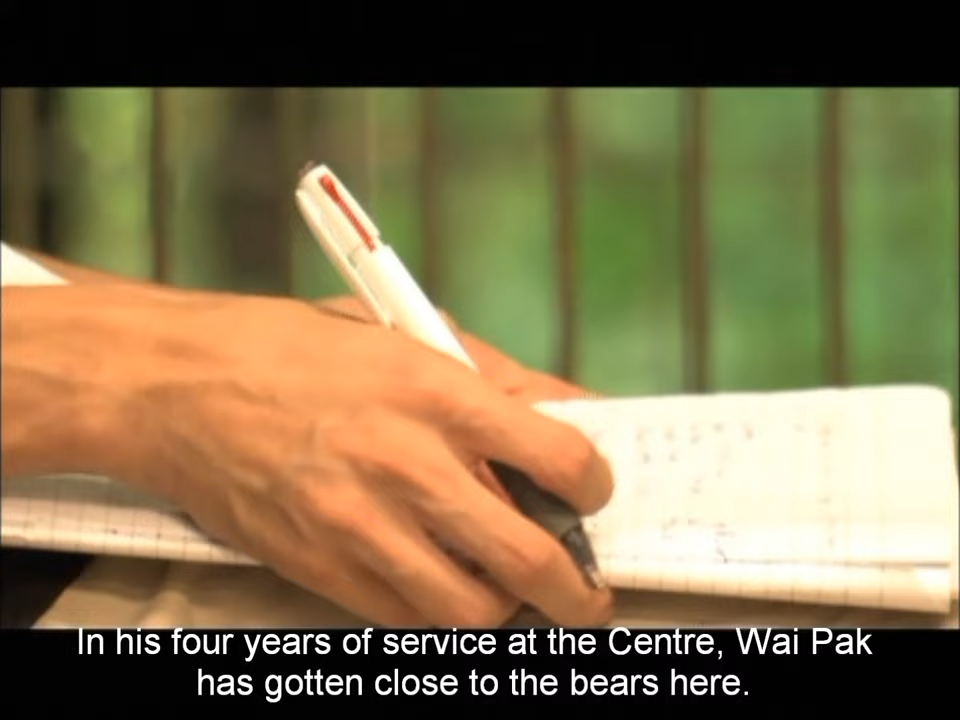 In his four years of service at the Centre, Wai Pak
has gotten close to the bears here.